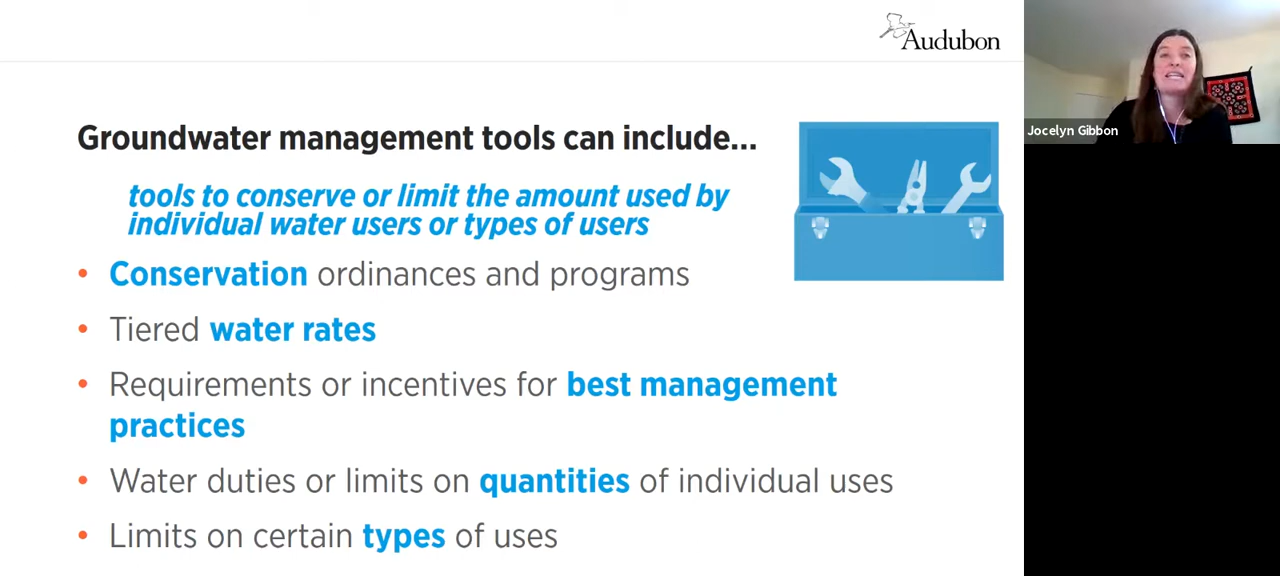 Audubon
Jocelyn Gibbon
Groundwater management tools can include...
tools to conserve or limit the amount used by
individual water users or types of users
• Conservation ordinances and programs
• Tiered water rates
• Requirements or incentives for best management
practices
• Water duties or limits on quantities of individual uses
• Limits on certain types of uses